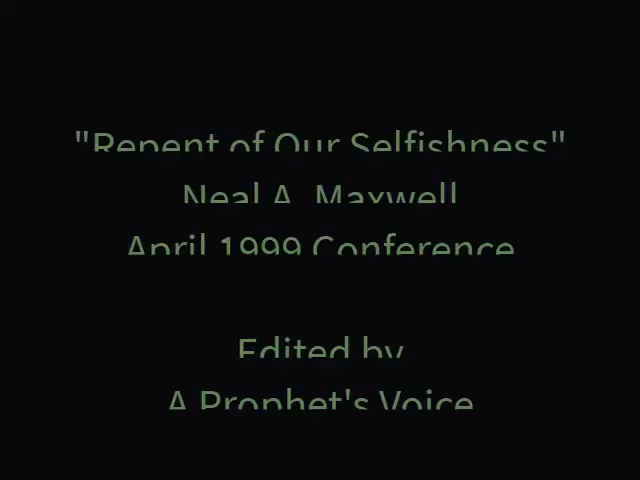 "Repent of Our Selfishness"
Neal A. Maxwell
April 1999 Conference
Edited by
A Prophet's Voice